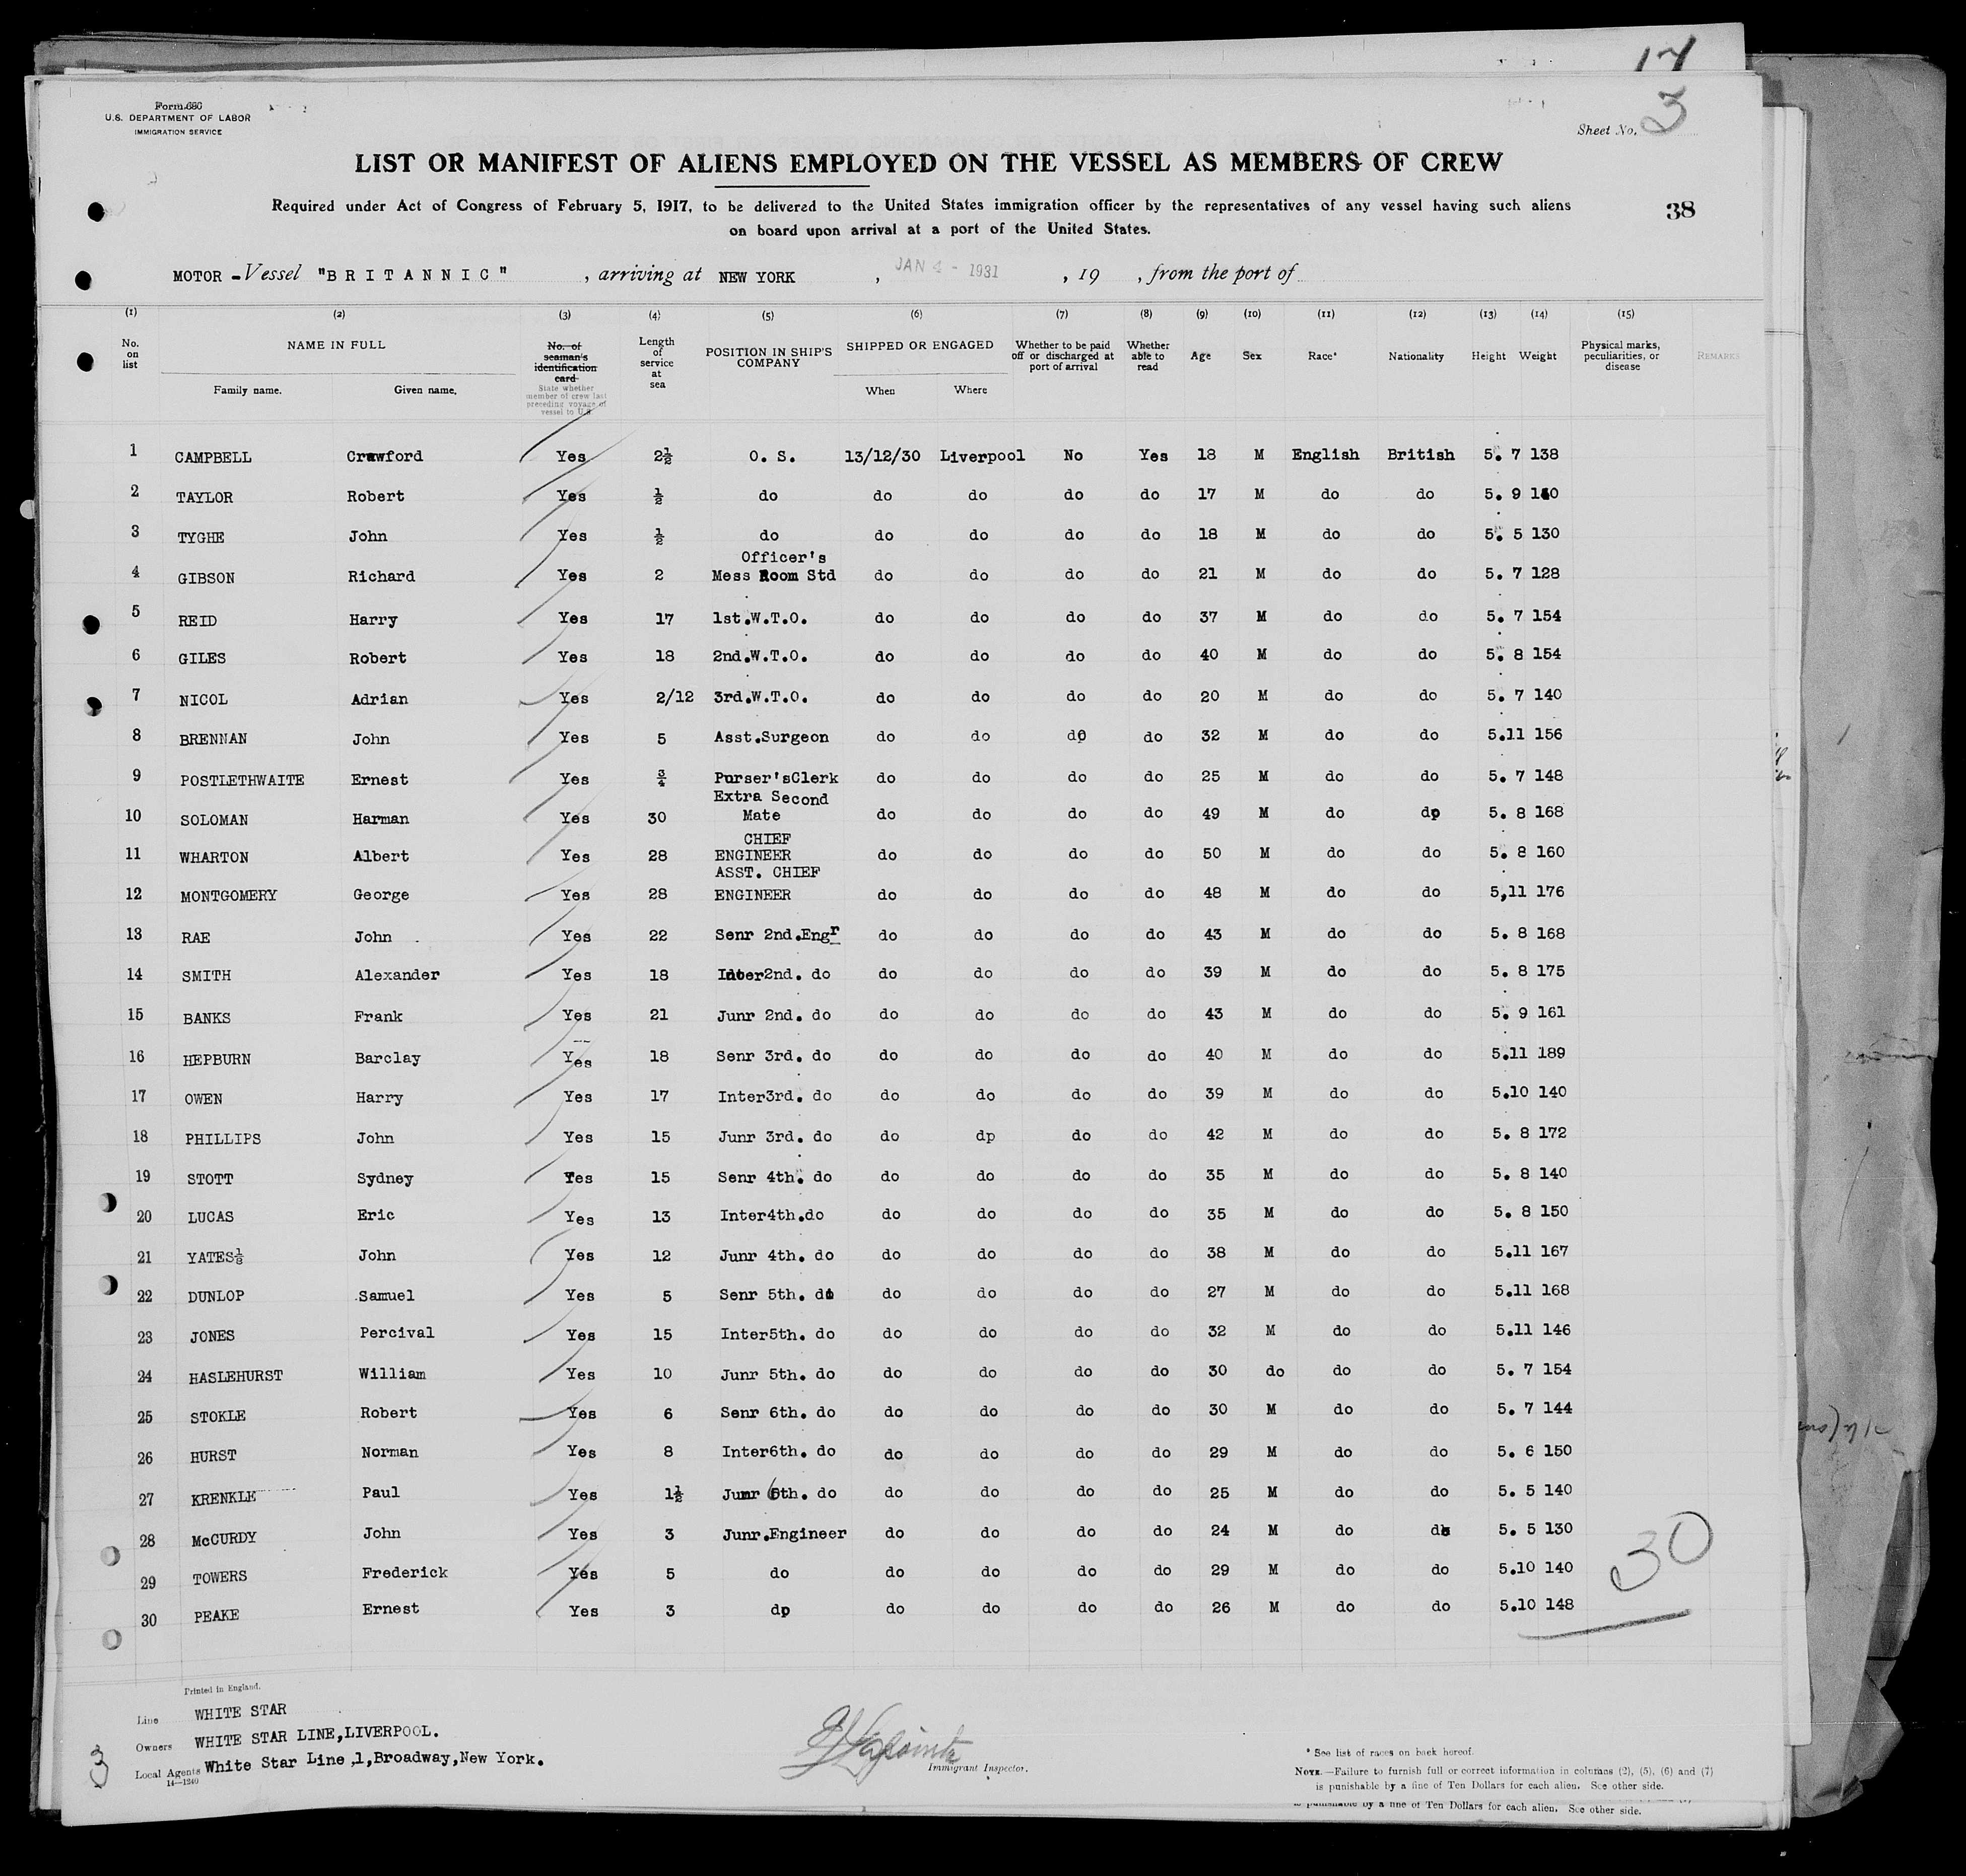 17
Form 680
U.S. DEPARTMENT OF LABOR
IMMIGRATION SERVICE
Sheet No. 3
LIST OR MANIFEST OF ALIENS EMPLOYED ON THE VESSEL AS MEMBERS OF CREW
Required under Act of Congress of February 5, 1917, to be delivered to the United States immigration officer by the representatives of any vessel having such aliens
on board upon arrival at a port of the United States.
38
MOTOR - Vessel "BRITANNIC" , arriving at NEW YORK , JAN 4 - 1931 , 19 , from the port of
(1) (2) (3) (4) (5) (6) (7) (8) (9) (10) (11) (12) (13) (14) (15)
No. on list NAME IN FULL Family name. Given name. No. of seaman's identification card State whether member of crew last preceding voyage of vessel to U.S. Length of service at sea POSITION IN SHIP'S COMPANY SHIPPED OR ENGAGED When Where Whether to be paid off or discharged at port of arrival Whether able to read Age Sex Race* Nationality Height Weight Physical marks, peculiarities, or disease REMARKS
1 CAMPBELL Crawford Yes 2½ O. S. 13/12/30 Liverpool No Yes 18 M English British 5. 7 138
2 TAYLOR Robert Yes ½ do do do do do 17 M do do 5. 9
3 TYGHE John Yes ½ do do do do do 18 M do do 5. 5 130
4 GIBSON Richard Yes 2 Officer's Mess Room Std do do do do 21 M do do 5. 7 128
5 REID Harry Yes 17 1st.W.T.O. do do do do 37 M do do 5. 7 154
6 GILES Robert Yes 18 2nd.W.T.O. do do do do 40 M do do 5. 8 154
7 NICOL Adrian Yes 2/12 3rd.W.T.O. do do do do 20 M do do 5. 7 140
8 BRENNAN John Yes 5 Asst.Surgeon do do do do 32 M do do 5.11 156
9 POSTLETHWAITE Ernest Yes ¾ Purser'sClerk do do do do 25 M do do 5. 7 148
10 SOLOMAN Harman Yes 30 Extra Second Mate do do do do 49 M do dp 5. 8 168
11 WHARTON Albert Yes 28 CHIEF ENGINEER do do do do 50 M do do 5. 8 160
12 MONTGOMERY George Yes 28 ASST. CHIEF ENGINEER do do do do 48 M do do 5,11 176
13 RAE John Yes 22 Senr 2nd.Engr do do do do 43 M do do 5. 8 168
14 SMITH Alexander Yes 18 Inter2nd. do do do do do 39 M do do 5. 8 175
15 BANKS Frank Yes 21 Junr 2nd. do do do do do 43 M do do 5. 9 161
16 HEPBURN Barclay Yes 18 Senr 3rd. do do do do do 40 M do do 5.11 189
17 OWEN Harry Yes 17 Inter3rd. do do do do do 39 M do do 5.10 140
18 PHILLIPS John Yes 15 Junr 3rd. do do dp do do 42 M do do 5. 8 172
19 STOTT Sydney Yes 15 Senr 4th. do do do do do 35 M do do 5. 8 140
20 LUCAS Eric Yes 13 Inter4th.do do do do do 35 M do do 5. 8 150
21 YATES⅛ John Yes 12 Junr 4th. do do do do do 38 M do do 5.11 167
22 DUNLOP Samuel Yes 5 Senr 5th. do do do do do 27 M do do 5.11 168
23 JONES Percival Yes 15 Inter5th. do do do do do 32 M do do 5.11 146
24 HASLEHURST William Yes 10 Junr 5th. do do do do do 30 do do do 5. 7 154
25 STOKLE Robert Yes 6 Senr 6th. do do do do do 30 M do do 5. 7 144
26 HURST Norman Yes 8 Inter6th. do do do do do 29 M do do 5. 6 150
27 KRENKLE Paul Yes 1½ Junr 6th. do do do do do 25 M do do 5. 5 140
28 McCURDY John Yes 3 Junr.Engineer do do do do 24 M do do 5. 5 130
29 TOWERS Frederick Yes 5 do do do do do 29 M do do 5.10 140
30 PEAKE Ernest Yes 3 dp do do do do 26 M do do 5.10 148
30
Printed in England.
Line WHITE STAR
Owners WHITE STAR LINE,LIVERPOOL.
Local Agents White Star Line,1,Broadway,New York.
14—1240
3
Immigrant Inspector.
* See list of races on back hereof.
NOTE.—Failure to furnish full or correct information in columns (2), (5), (6) and (7)
is punishable by a fine of Ten Dollars for each alien. See other side.
is punishable by a fine of Ten Dollars for each alien. See other side.